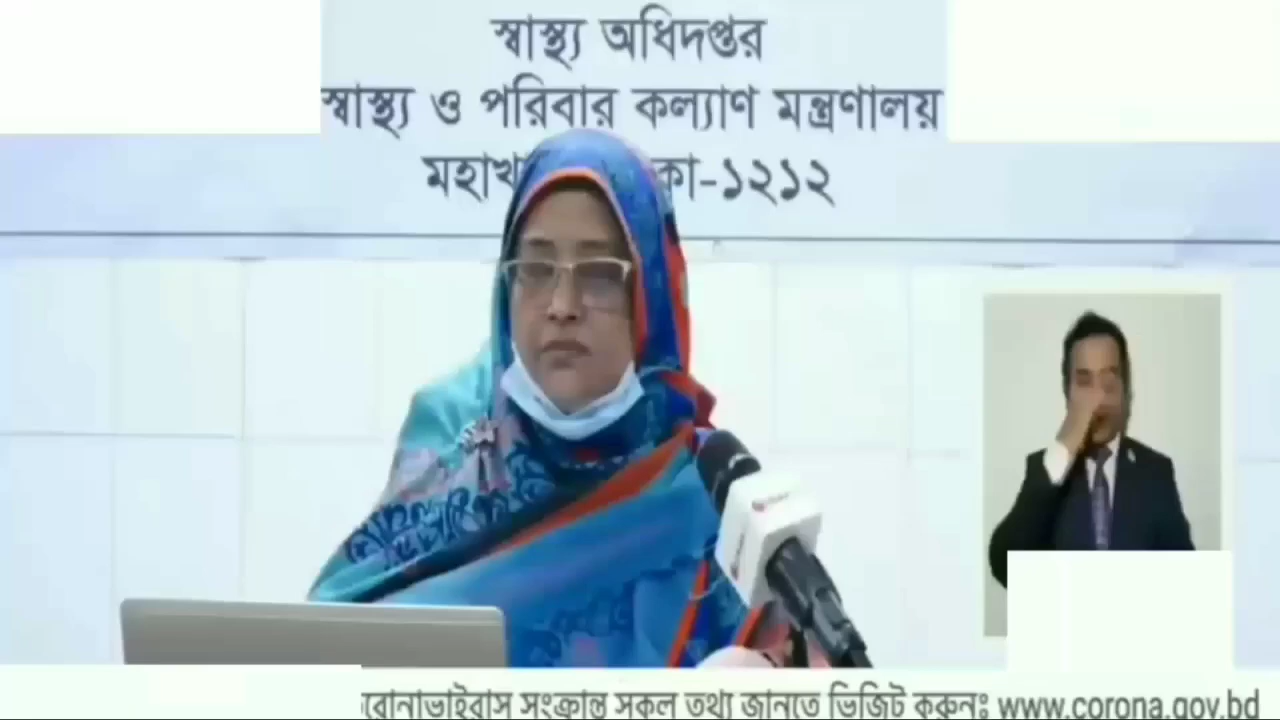 স্বাস্থ্য অধিদপ্তর
স্বাস্থ্য ও পরিবার কল্যাণ মন্ত্রণালয়
-১২১২
সংক্রান্ত সকল তথ্য জানতে ভিজিট করুনঃ www.corona.gov.bd